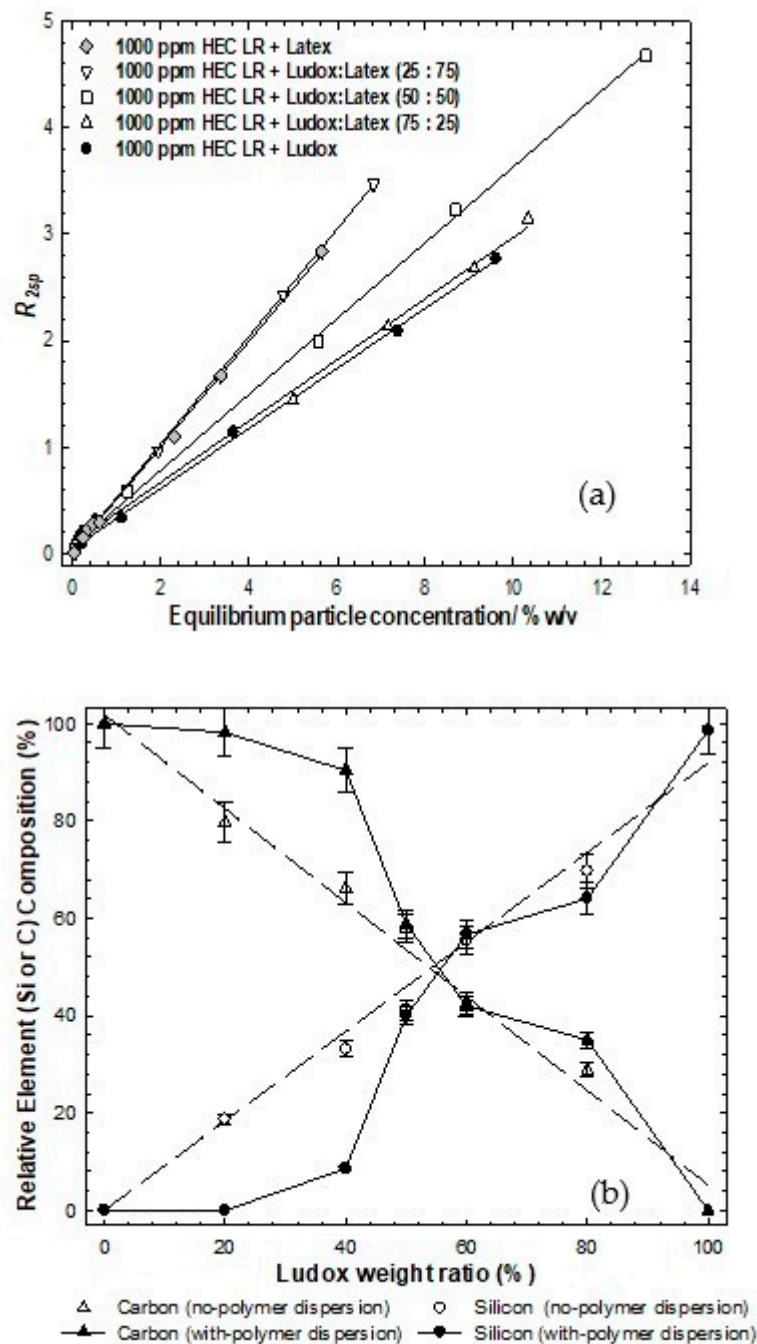 5
4
3
2
1
0
R2sp
1000 ppm HEC LR + Latex
1000 ppm HEC LR + Ludox:Latex (25 : 75)
1000 ppm HEC LR + Ludox:Latex (50 : 50)
1000 ppm HEC LR + Ludox:Latex (75 : 25)
1000 ppm HEC LR + Ludox
(a)
0 2 4 6 8 10 12 14
Equilibrium particle concentration/ % w/v
Relative Element (Si or C) Composition (%)
100
80
60
40
20
0
(b)
0 20 40 60 80 100
Ludox weight ratio (%)
Carbon (no-polymer dispersion) Silicon (no-polymer dispersion)
Carbon (with-polymer dispersion) Silicon (with-polymer dispersion)